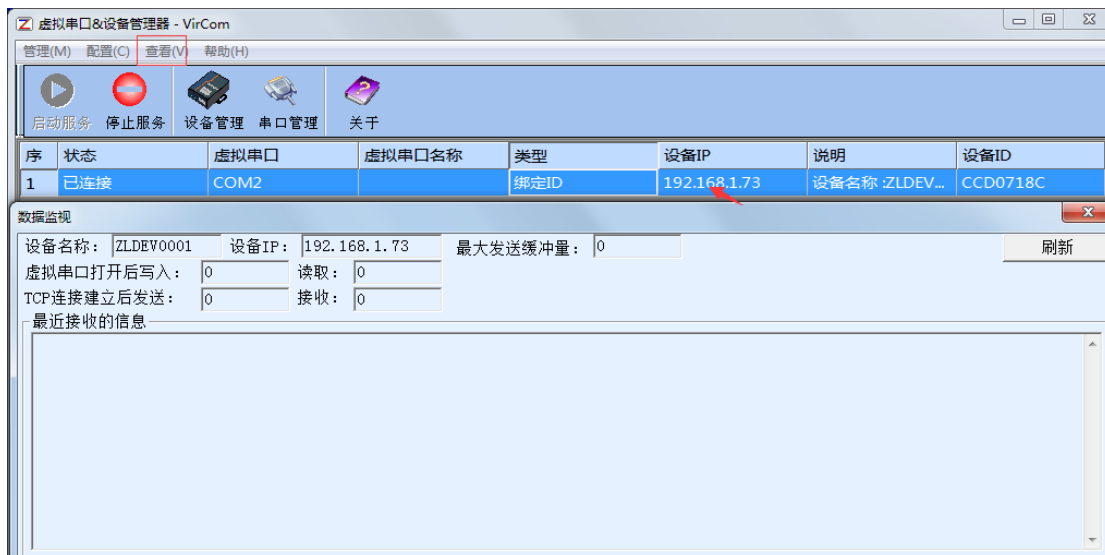 虚拟串口&设备管理器 - VirCom
管理(M) 配置(C) 查看(V) 帮助(H)
启动服务 停止服务 设备管理 串口管理 关于
序 状态 虚拟串口 虚拟串口名称 类型 设备IP 说明 设备ID
1 已连接 COM2 绑定ID 192.168.1.73 设备名称:ZLDEV... CCD0718C
数据监视
设备名称: ZLDEV0001 设备IP: 192.168.1.73 最大发送缓冲量: 0 刷新
虚拟串口打开后写入: 0 读取: 0
TCP连接建立后发送: 0 接收: 0
最近接收的信息